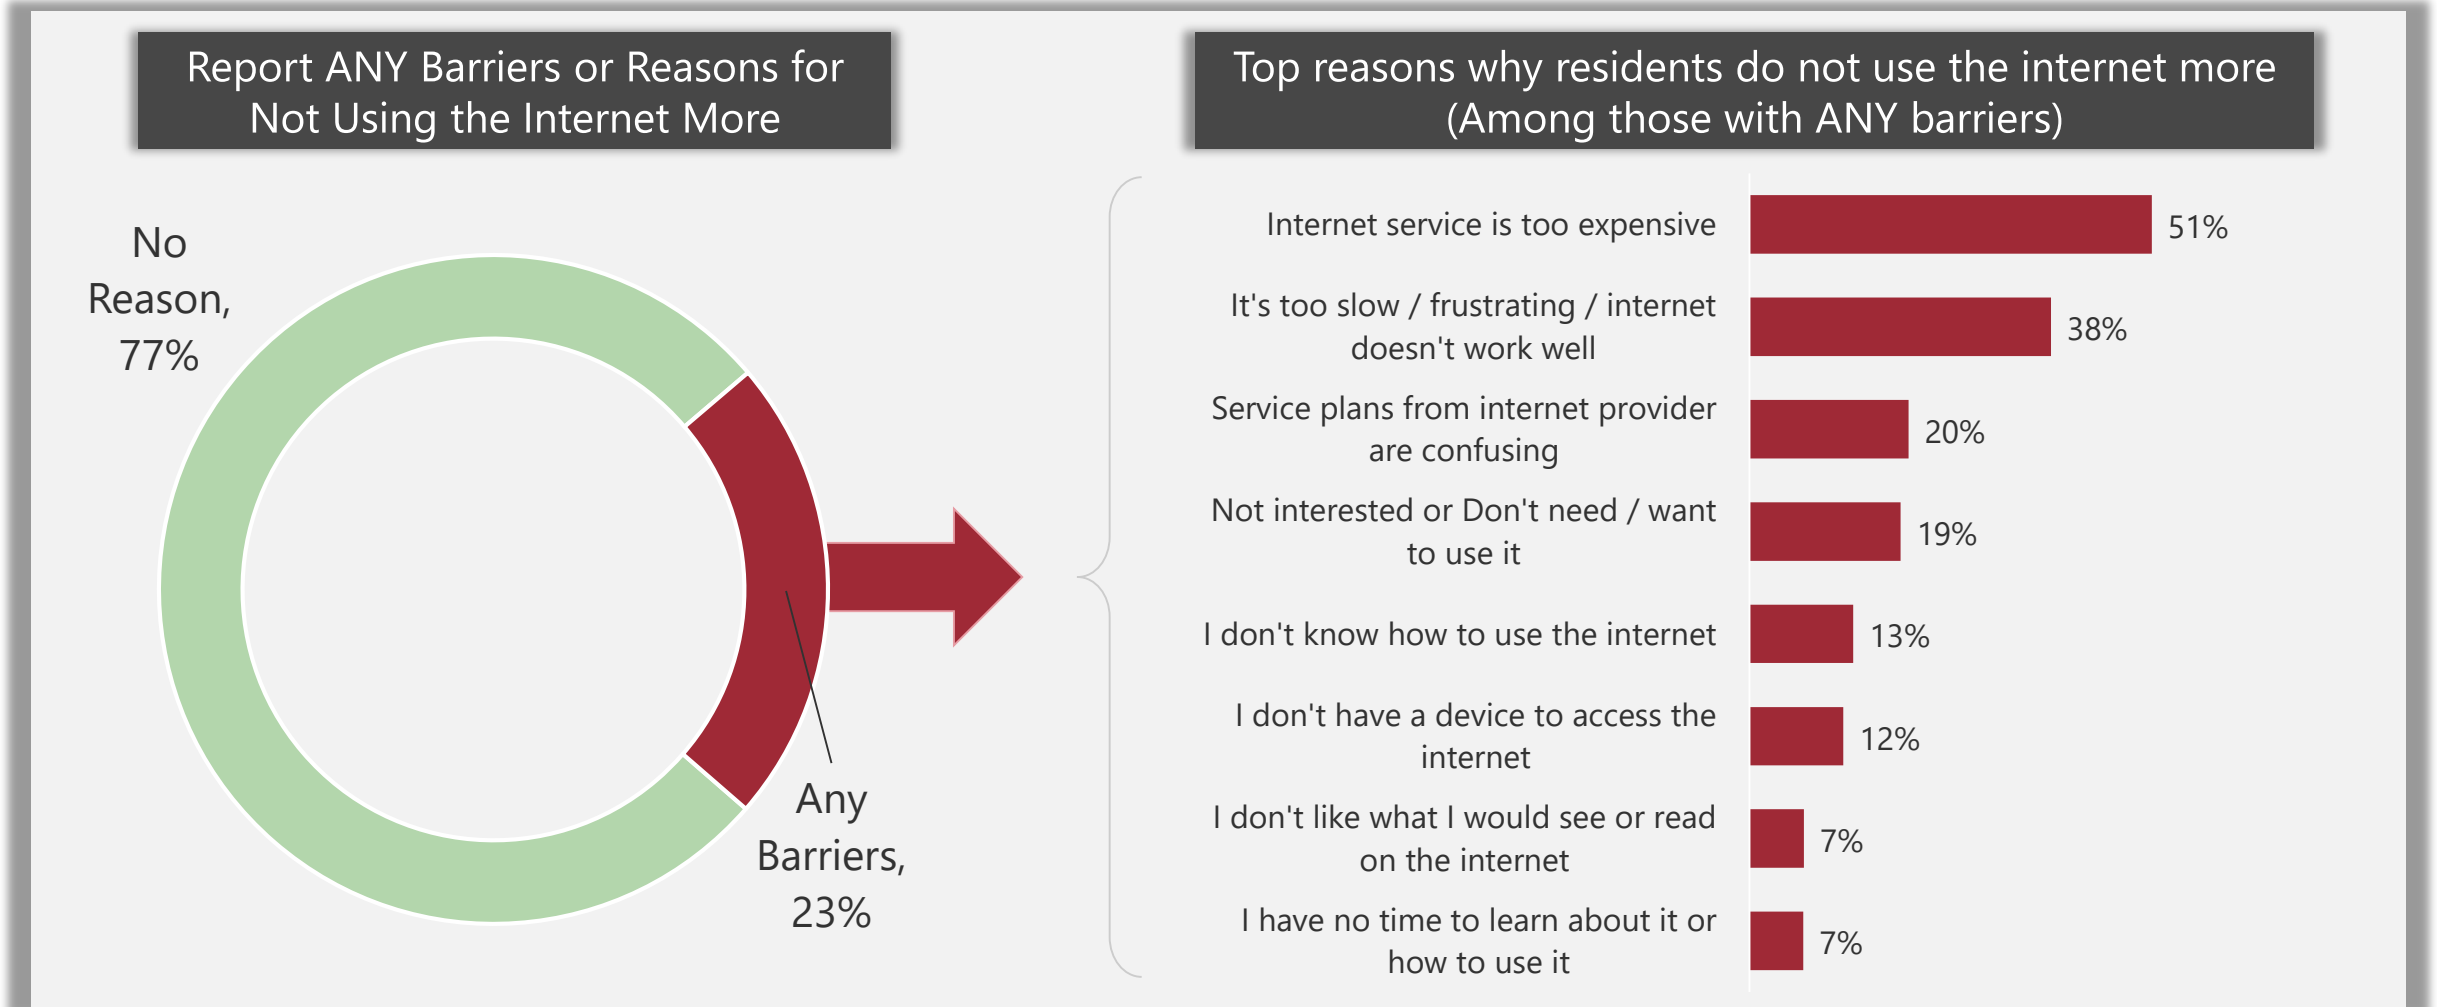 Report ANY Barriers or Reasons for
Not Using the Internet More
No
Reason,
77%
Any
Barriers,
23%
Top reasons why residents do not use the internet more
(Among those with ANY barriers)
Internet service is too expensive
51%
It's too slow / frustrating / internet
doesn't work well
38%
Service plans from internet provider
are confusing
20%
Not interested or Don't need / want
to use it
19%
I don't know how to use the internet
13%
I don't have a device to access the
internet
12%
I don't like what I would see or read
on the internet
7%
I have no time to learn about it or
how to use it
7%